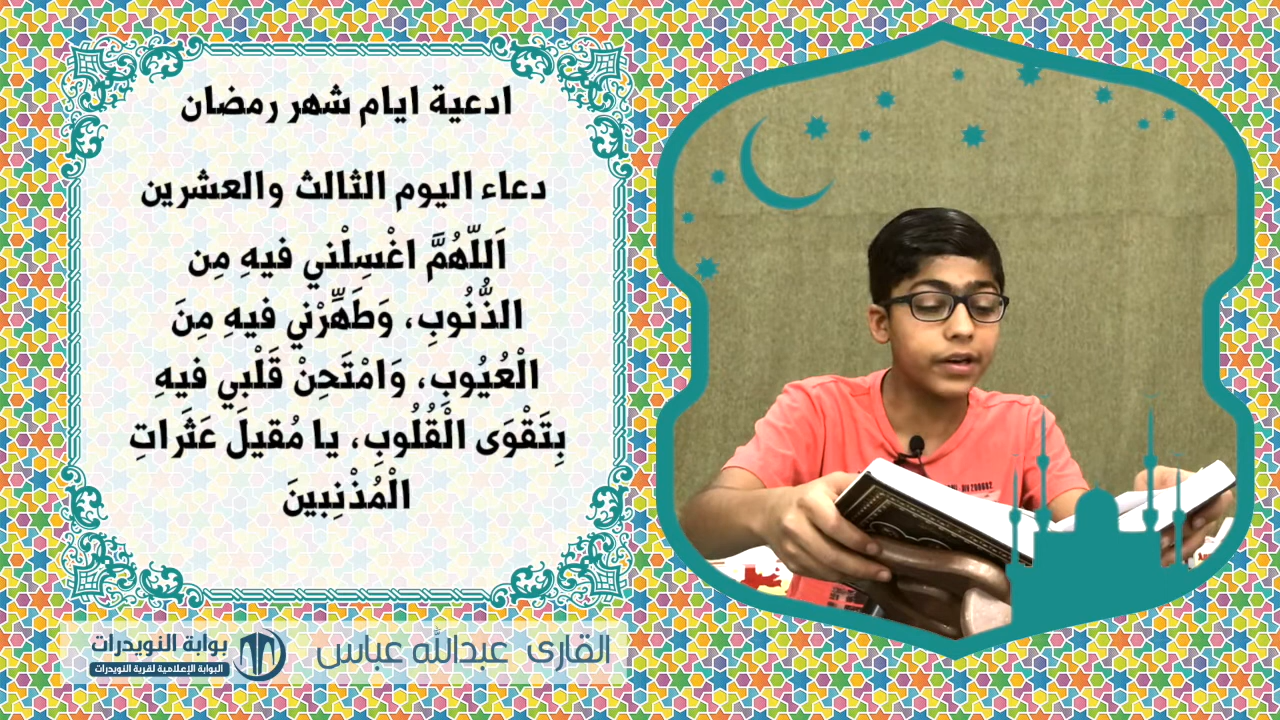 ادعية ايام شهر رمضان
دعاء اليوم الثالث والعشرين
اَللّهُمَّ اغْسِلْني فيهِ مِن
الذُّنُوبِ، وَطَهِّرْني فيهِ مِنَ
الْعُيُوبِ، وَامْتَحِنْ قَلْبي فيهِ
بِتَقْوَى الْقُلُوبِ، يا مُقيلَ عَثَراتِ
الْمُذْنِبينَ
القارئ عبدالله عباس
بوابة النويدرات
البوابة الإعلامية لقرية النويدرات